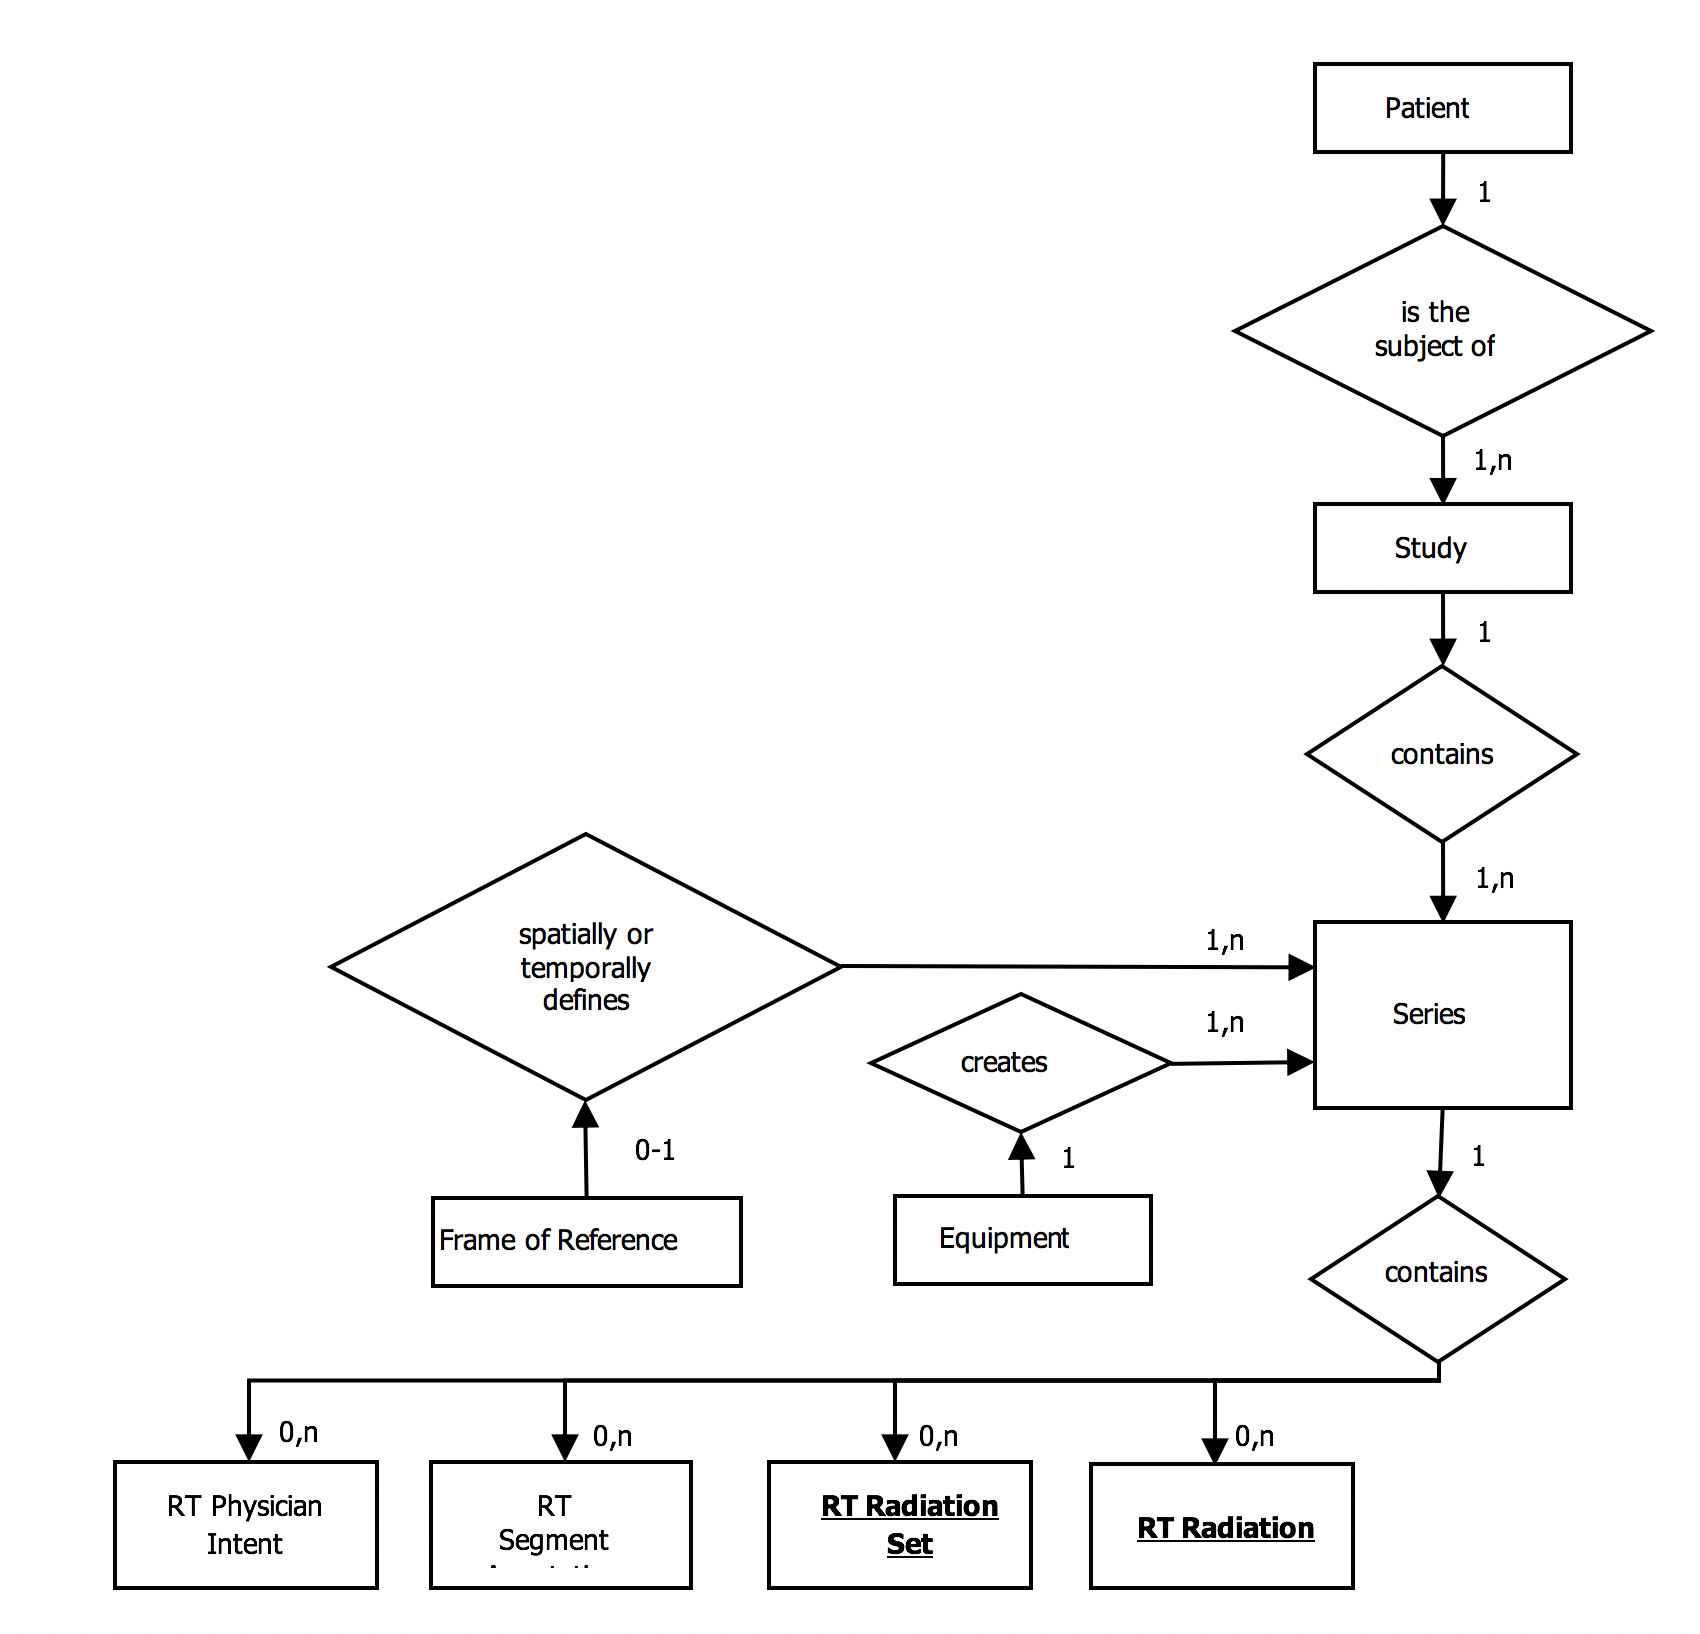 Patient
1
is the
subject of
1,n
Study
1
contains
1,n
spatially or
temporally
defines
1,n
Series
creates
1,n
0-1
1
1
Frame of Reference
Equipment
contains
0,n
0,n
0,n
0,n
RT Physician
Intent
RT
Segment
RT Radiation
Set
RT Radiation